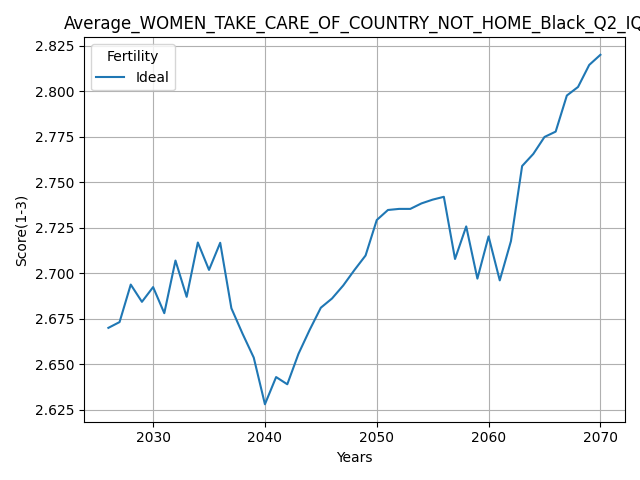 Average_WOMEN_TAKE_CARE_OF_COUNTRY_NOT_HOME_Black_Q2_IQ
Fertility
Ideal
2.825
2.800
2.775
2.750
2.725
2.700
2.675
2.650
2.625
Score(1-3)
2030
2040
2050
2060
2070
Years